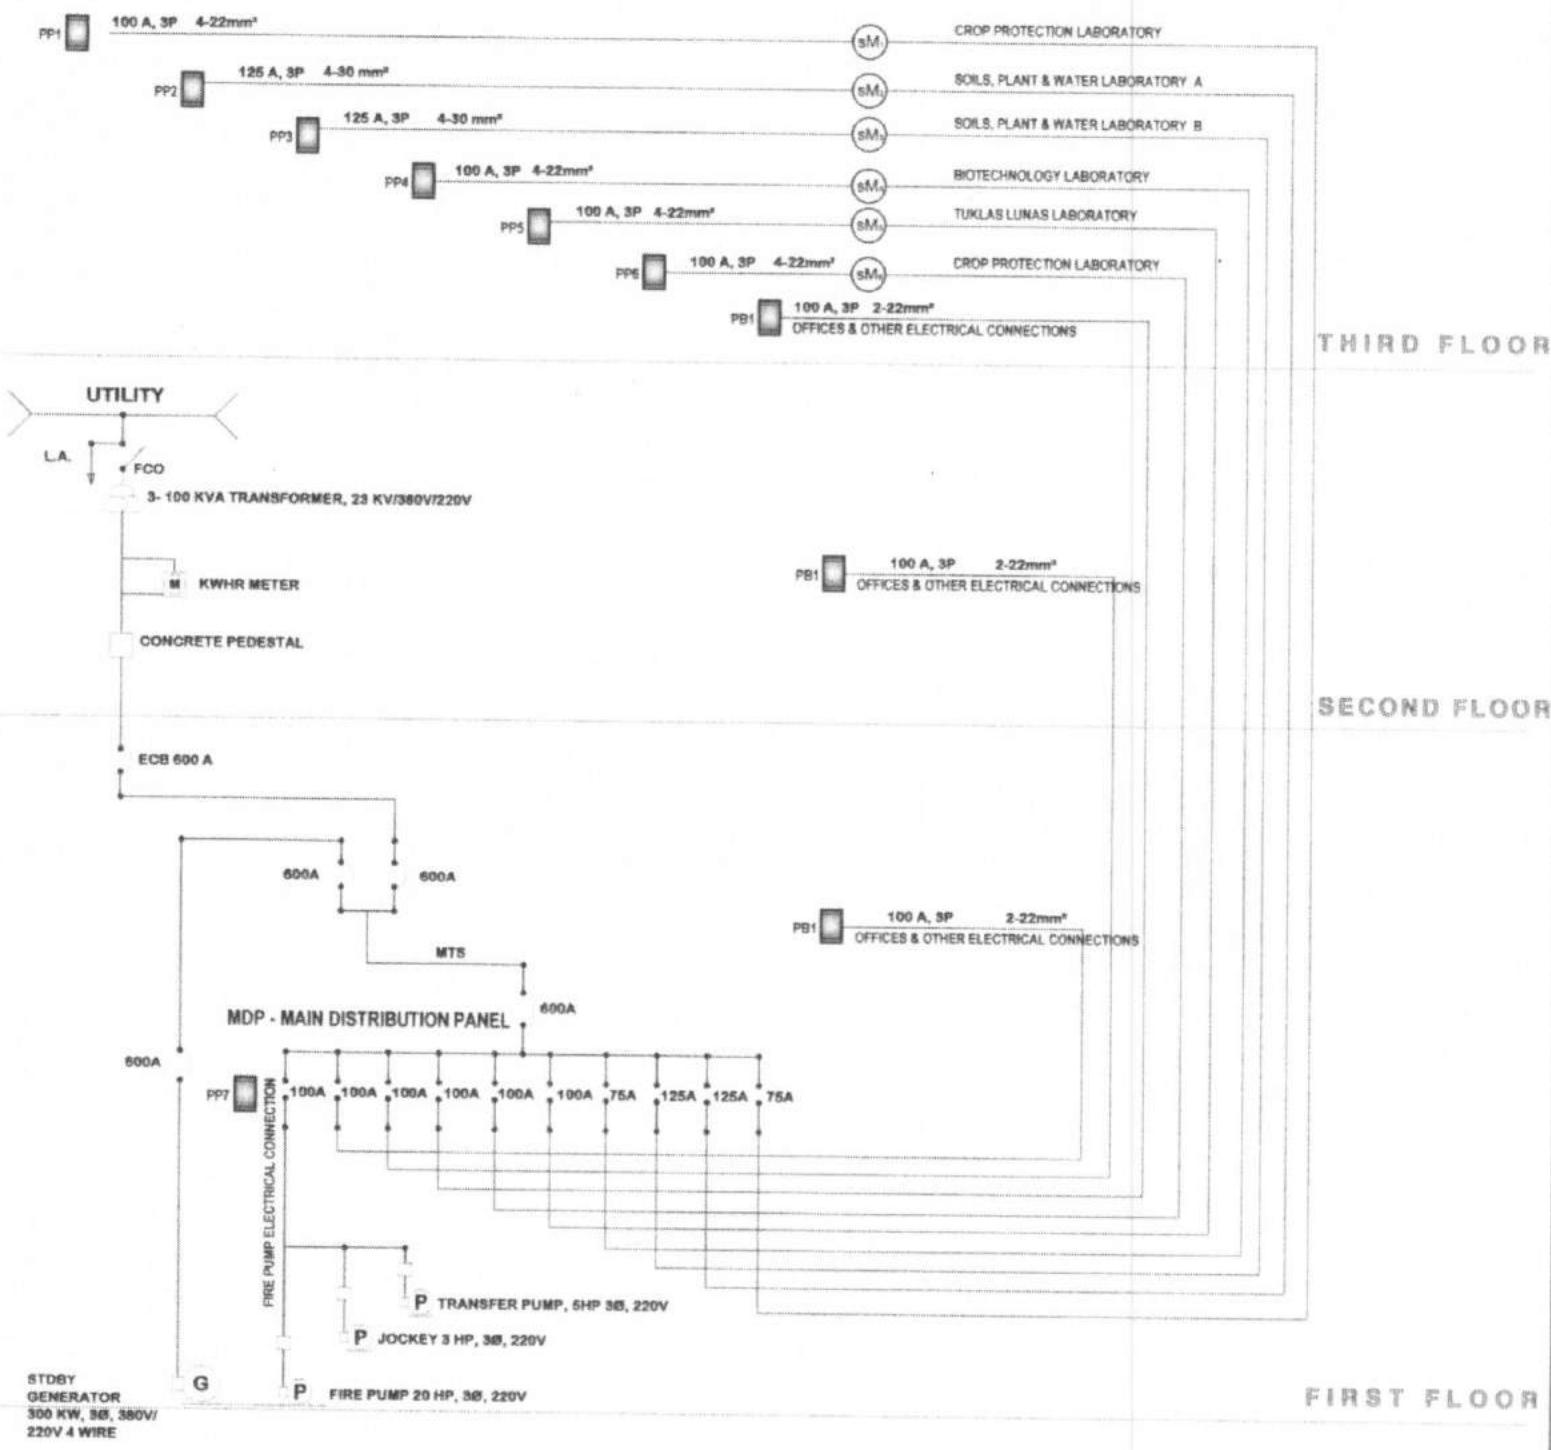 PP1 100 A, 3P 4-22mm² sM CROP PROTECTION LABORATORY
PP2 125 A, 3P 4-30 mm² sM SOILS, PLANT & WATER LABORATORY A
PP3 125 A, 3P 4-30 mm² sM SOILS, PLANT & WATER LABORATORY B
PP4 100 A, 3P 4-22mm² sM BIOTECHNOLOGY LABORATORY
PP5 100 A, 3P 4-22mm² sM TUKLAS LUNAS LABORATORY
PP6 100 A, 3P 4-22mm² sM CROP PROTECTION LABORATORY
PB1 100 A, 3P 2-22mm²
OFFICES & OTHER ELECTRICAL CONNECTIONS
THIRD FLOOR
UTILITY
L.A.
FCO
3- 100 KVA TRANSFORMER, 23 KV/380V/220V
M KWHR METER
PB1 100 A, 3P 2-22mm²
OFFICES & OTHER ELECTRICAL CONNECTIONS
CONCRETE PEDESTAL
SECOND FLOOR
ECB 600 A
600A 600A
PB1 100 A, 3P 2-22mm²
OFFICES & OTHER ELECTRICAL CONNECTIONS
MTS
600A
MDP - MAIN DISTRIBUTION PANEL
600A
PP7 100A 100A 100A 100A 100A 100A 75A 125A 125A 75A
FIRE PUMP ELECTRICAL CONNECTION
P TRANSFER PUMP, 5HP 3Ø, 220V
P JOCKEY 3 HP, 3Ø, 220V
P FIRE PUMP 20 HP, 3Ø, 220V
G
STDBY
GENERATOR
300 KW, 3Ø, 380V/
220V 4 WIRE
FIRST FLOOR